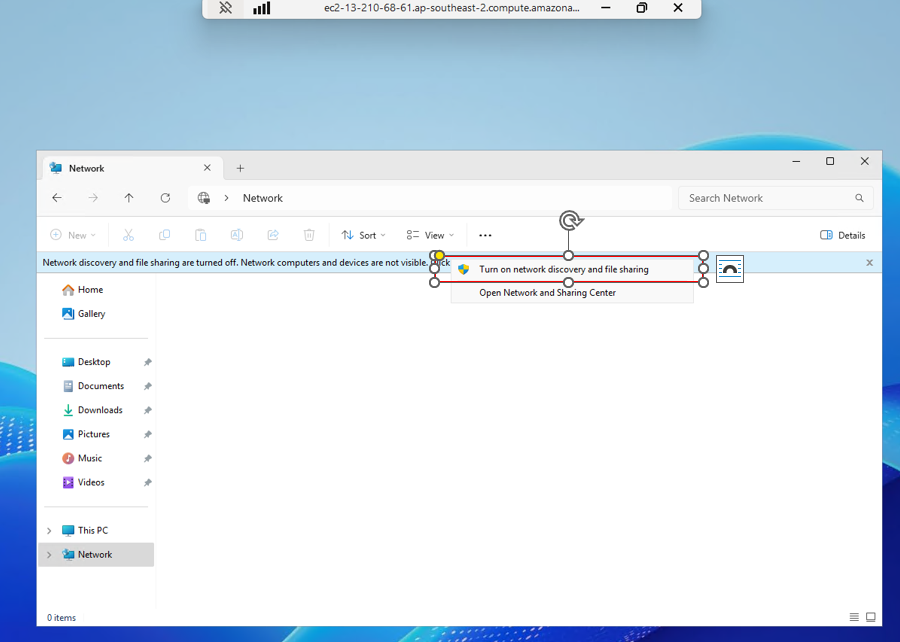 ec2-13-210-68-61.ap-southeast-2.compute.amazona...
Network
Network
Search Network
New
Sort
View
Details
Network discovery and file sharing are turned off. Network computers and devices are not visible.
Turn on network discovery and file sharing
Open Network and Sharing Center
Home
Gallery
Desktop
Documents
Downloads
Pictures
Music
Videos
This PC
Network
0 items